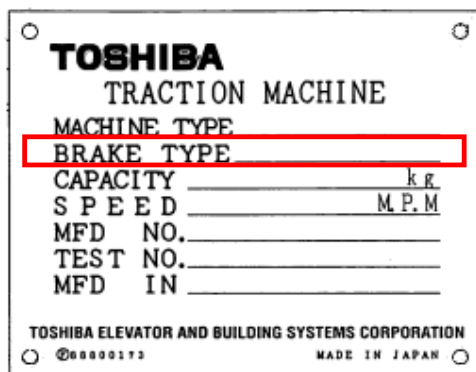 TOSHIBA
TRACTION MACHINE
MACHINE TYPE
BRAKE TYPE
CAPACITY kg
SPEED M.P.M
MFD NO.
TEST NO.
MFD IN
TOSHIBA ELEVATOR AND BUILDING SYSTEMS CORPORATION
MADE IN JAPAN